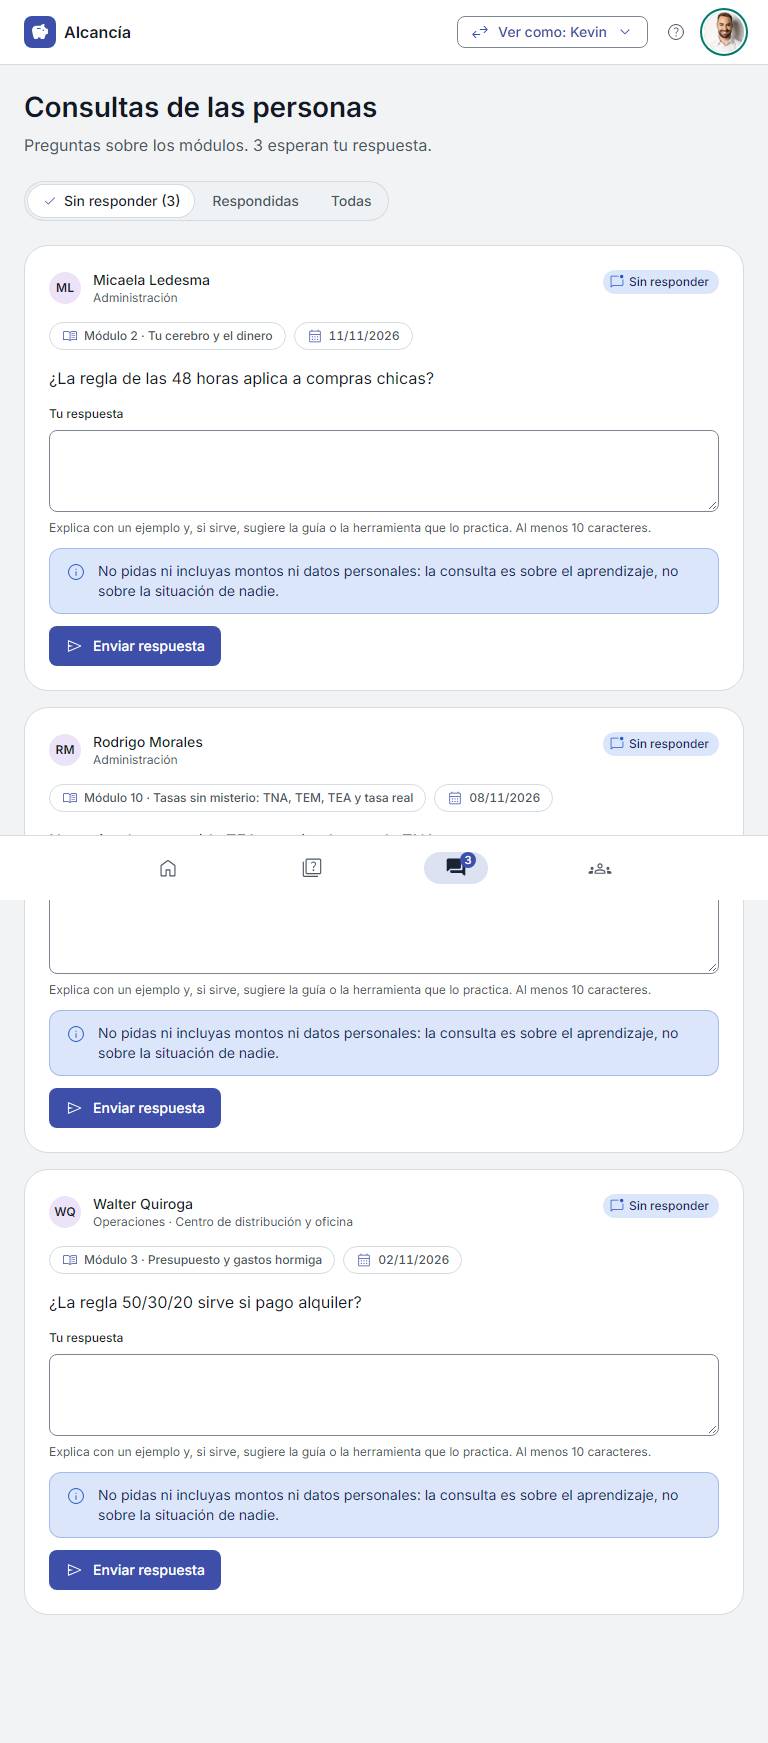 Alcancía
Ver como: Kevin
Consultas de las personas
Preguntas sobre los módulos. 3 esperan tu respuesta.
Sin responder (3)
Respondidas
Todas
ML
Micaela Ledesma
Administración
Sin responder
Módulo 2 · Tu cerebro y el dinero
11/11/2026
¿La regla de las 48 horas aplica a compras chicas?
Tu respuesta
Explica con un ejemplo y, si sirve, sugiere la guía o la herramienta que lo practica. Al menos 10 caracteres.
No pidas ni incluyas montos ni datos personales: la consulta es sobre el aprendizaje, no
sobre la situación de nadie.
Enviar respuesta
RM
Rodrigo Morales
Administración
Sin responder
Módulo 10 · Tasas sin misterio: TNA, TEM, TEA y tasa real
08/11/2026
3
Explica con un ejemplo y, si sirve, sugiere la guía o la herramienta que lo practica. Al menos 10 caracteres.
No pidas ni incluyas montos ni datos personales: la consulta es sobre el aprendizaje, no
sobre la situación de nadie.
Enviar respuesta
WQ
Walter Quiroga
Operaciones · Centro de distribución y oficina
Sin responder
Módulo 3 · Presupuesto y gastos hormiga
02/11/2026
¿La regla 50/30/20 sirve si pago alquiler?
Tu respuesta
Explica con un ejemplo y, si sirve, sugiere la guía o la herramienta que lo practica. Al menos 10 caracteres.
No pidas ni incluyas montos ni datos personales: la consulta es sobre el aprendizaje, no
sobre la situación de nadie.
Enviar respuesta